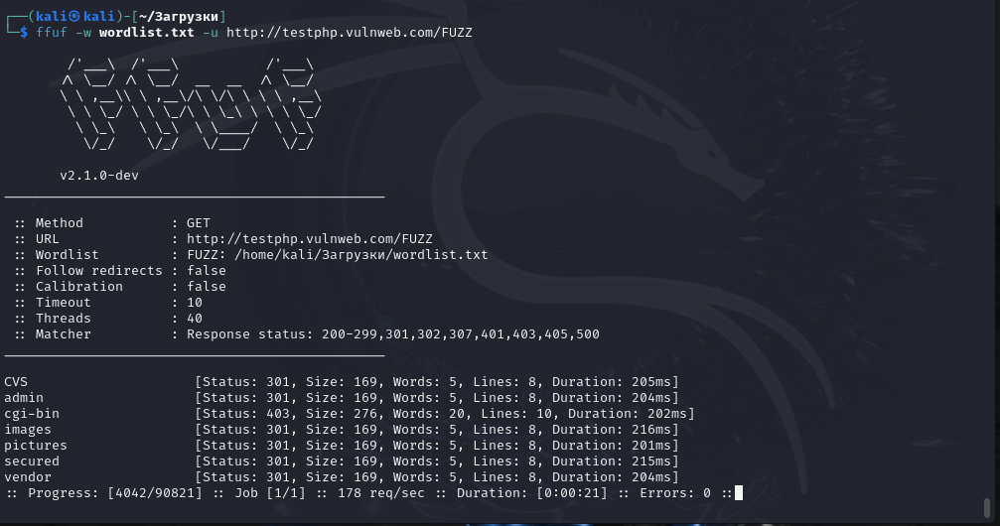 ┌──(kali㉿kali)-[~/Загрузки]
└─$ ffuf -w wordlist.txt -u http://testphp.vulnweb.com/FUZZ

        /'___\  /'___\           /'___\
       /\ \__/ /\ \__/  __  __  /\ \__/
       \ \ ,__\\ \ ,__\/\ \/\ \ \ \ ,__\
        \ \ \_/ \ \ \_/\ \ \_\ \ \ \ \_/
         \ \_\   \ \_\  \ \____/  \ \_\
          \/_/    \/_/   \/___/    \/_/

       v2.1.0-dev
________________________________________________

 :: Method           : GET
 :: URL              : http://testphp.vulnweb.com/FUZZ
 :: Wordlist         : FUZZ: /home/kali/Загрузки/wordlist.txt
 :: Follow redirects : false
 :: Calibration      : false
 :: Timeout          : 10
 :: Threads          : 40
 :: Matcher          : Response status: 200-299,301,302,307,401,403,405,500
________________________________________________

CVS                     [Status: 301, Size: 169, Words: 5, Lines: 8, Duration: 205ms]
admin                   [Status: 301, Size: 169, Words: 5, Lines: 8, Duration: 204ms]
cgi-bin                 [Status: 403, Size: 276, Words: 20, Lines: 10, Duration: 202ms]
images                  [Status: 301, Size: 169, Words: 5, Lines: 8, Duration: 216ms]
pictures                [Status: 301, Size: 169, Words: 5, Lines: 8, Duration: 201ms]
secured                 [Status: 301, Size: 169, Words: 5, Lines: 8, Duration: 215ms]
vendor                  [Status: 301, Size: 169, Words: 5, Lines: 8, Duration: 204ms]
:: Progress: [4042/90821] :: Job [1/1] :: 178 req/sec :: Duration: [0:00:21] :: Errors: 0 ::